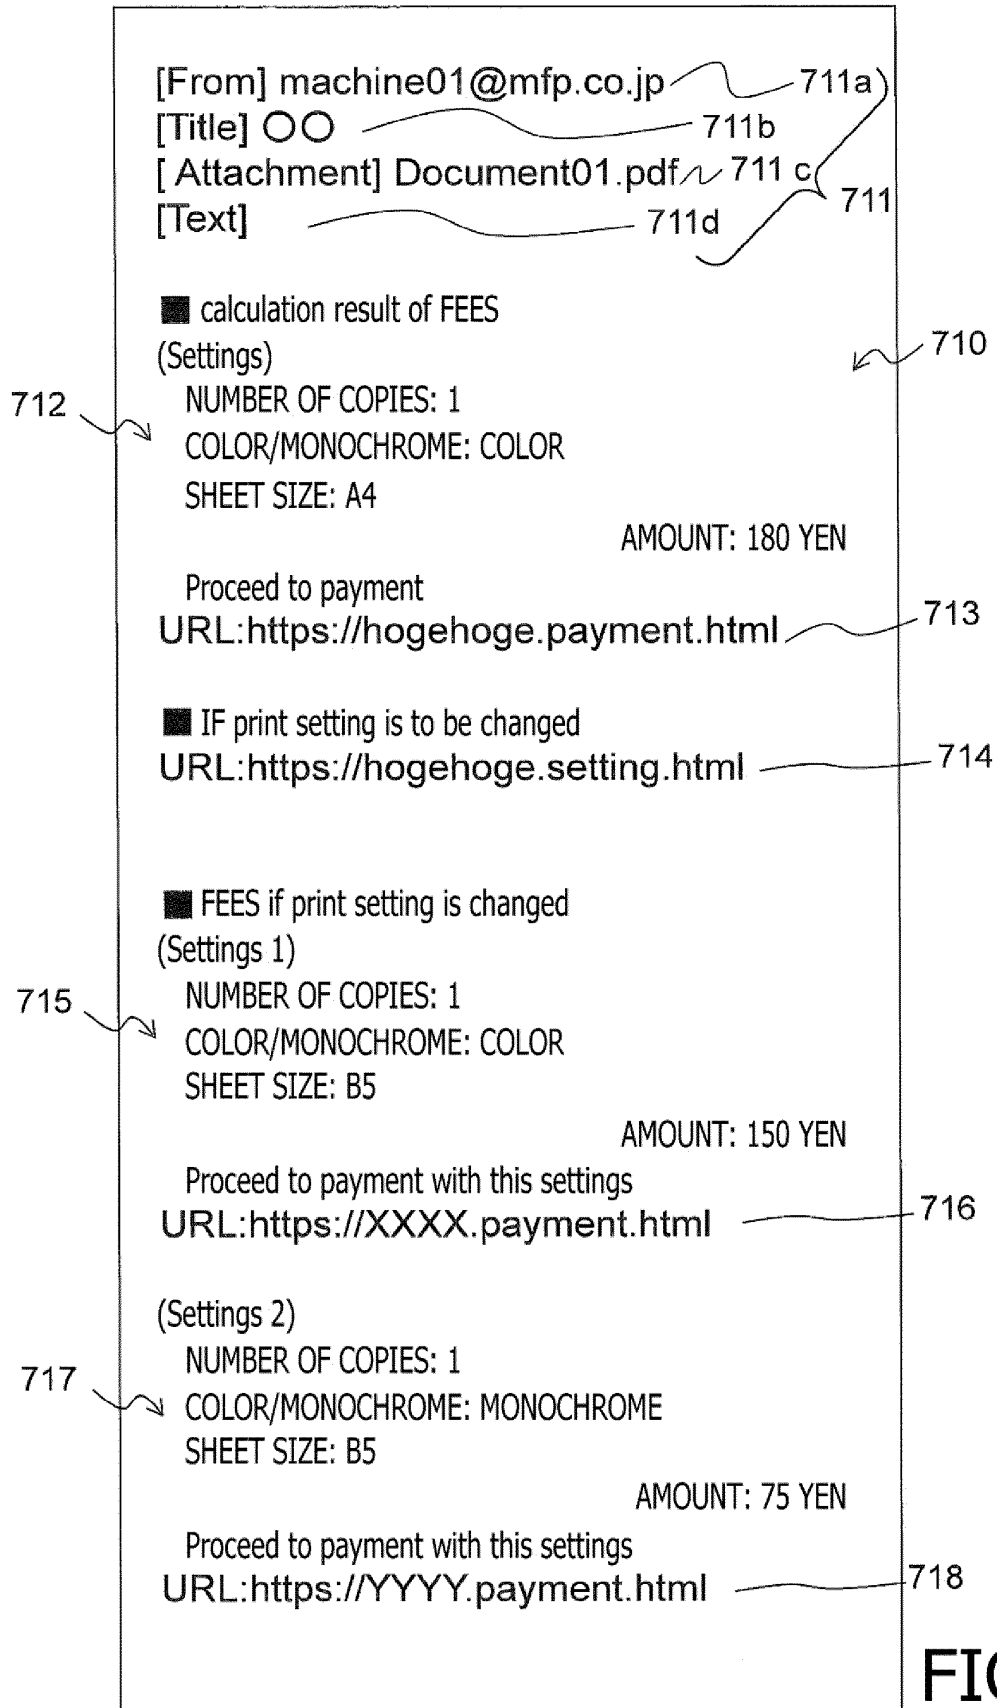 [From] machine01@mfp.co.jp 711a
[Title] ○○ 711b
[ Attachment] Document01.pdf 711 c
711
[Text] 711d
■ calculation result of FEES
710
(Settings)
712
NUMBER OF COPIES: 1
COLOR/MONOCHROME: COLOR
SHEET SIZE: A4
AMOUNT: 180 YEN
Proceed to payment
URL:https://hogehoge.payment.html 713
■ IF print setting is to be changed
URL:https://hogehoge.setting.html 714
■ FEES if print setting is changed
(Settings 1)
715
NUMBER OF COPIES: 1
COLOR/MONOCHROME: COLOR
SHEET SIZE: B5
AMOUNT: 150 YEN
Proceed to payment with this settings
URL:https://XXXX.payment.html 716
(Settings 2)
717
NUMBER OF COPIES: 1
COLOR/MONOCHROME: MONOCHROME
SHEET SIZE: B5
AMOUNT: 75 YEN
Proceed to payment with this settings
URL:https://YYYY.payment.html 718